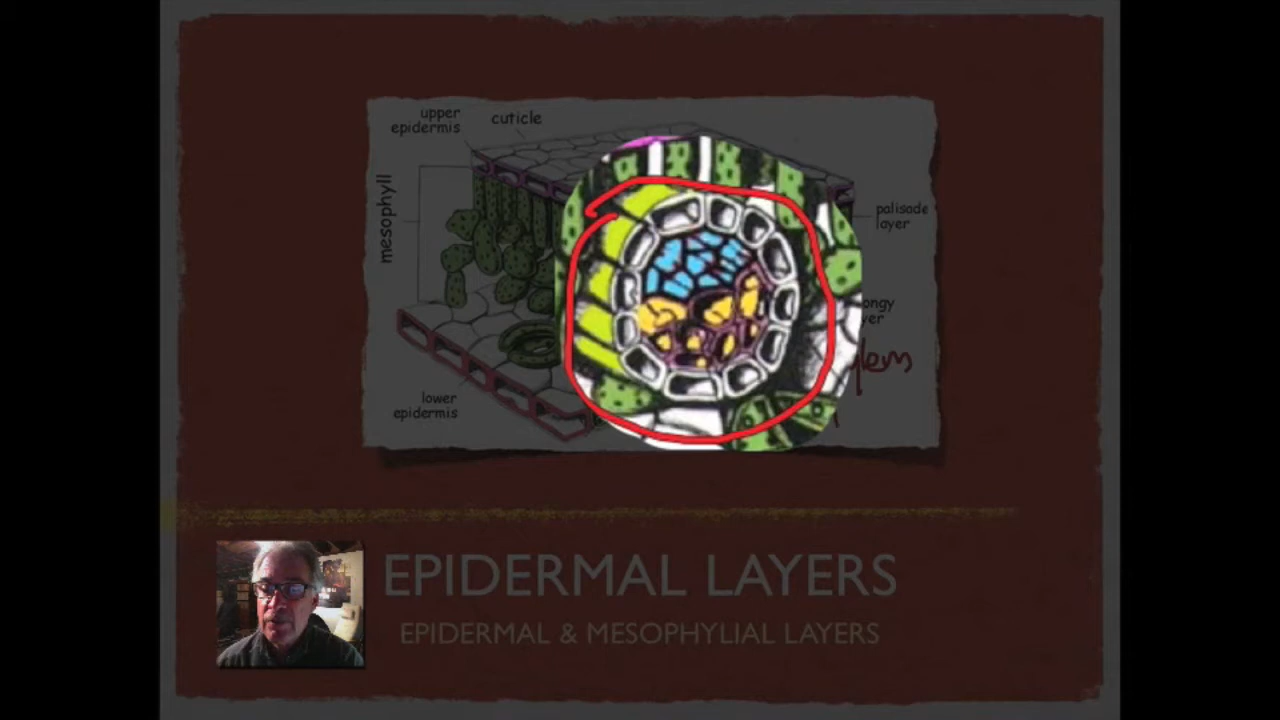 upper
epidermis
cuticle
mesophyll
palisade
layer
lower
epidermis
EPIDERMAL LAYERS
EPIDERMAL & MESOPHYLIAL LAYERS